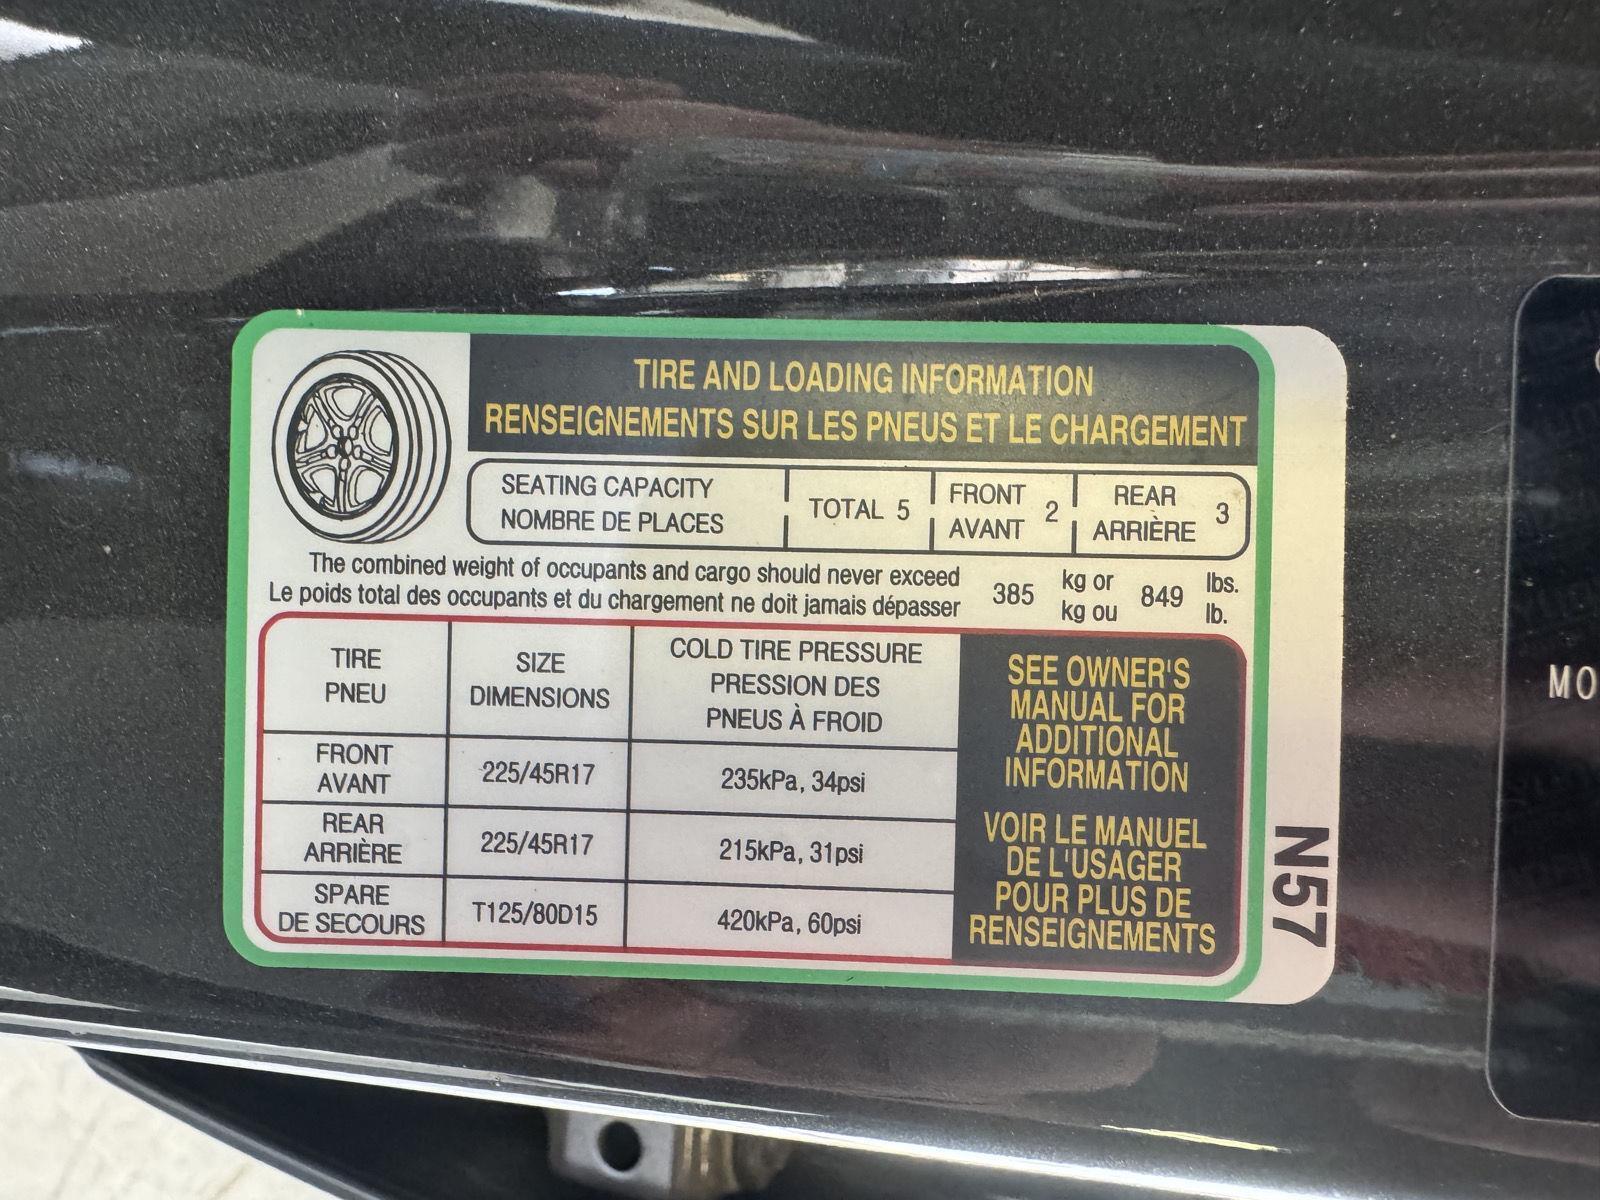 TIRE AND LOADING INFORMATION
RENSEIGNEMENTS SUR LES PNEUS ET LE CHARGEMENT
SEATING CAPACITY
NOMBRE DE PLACES
TOTAL 5
FRONT
AVANT
2
REAR
ARRIÈRE
3
The combined weight of occupants and cargo should never exceed
Le poids total des occupants et du chargement ne doit jamais dépasser
385
kg or
kg ou
849
lbs.
lb.
TIRE
PNEU
SIZE
DIMENSIONS
COLD TIRE PRESSURE
PRESSION DES
PNEUS À FROID
FRONT
AVANT
225/45R17
235kPa, 34psi
REAR
ARRIÈRE
225/45R17
215kPa, 31psi
SPARE
DE SECOURS
T125/80D15
420kPa, 60psi
SEE OWNER'S
MANUAL FOR
ADDITIONAL
INFORMATION
VOIR LE MANUEL
DE L'USAGER
POUR PLUS DE
RENSEIGNEMENTS
N57
MO